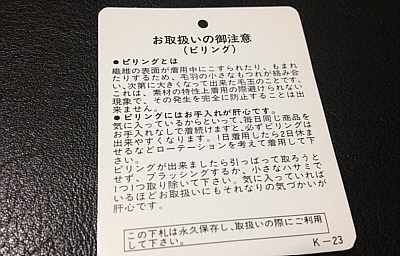 お取扱いの御注意
(ピリング)
●ピリングとは
繊維の表面が着用中にこすられたり、もまれ
たりするため、毛羽の小さなもつれが絡み合
い、次第に大きくなって出来た毛玉のことです。
これは、素材の特性上着用の際避けられない
現象で、その発生を完全に防止することは出
来ません。
●ピリングにはお手入れが肝心です。
気に入っているからといって、毎日同じ商品を
お手入れなしで着続けますと、必ずピリングは
出来やすくなります。1日着用したら2日休ま
せるなどローテーションを考えて着用して下
さい。
ピリングが出来ましたら引っぱって取ろうと
せず、ブラッシングするか、小さなハサミで
1つ1つ取り除いて下さい。気に入っていれば
いるほどお取扱いにもそれなりの気づかいが
肝心です。
この下札は永久保存し、取扱いの際にご利用
して下さい。
K-23